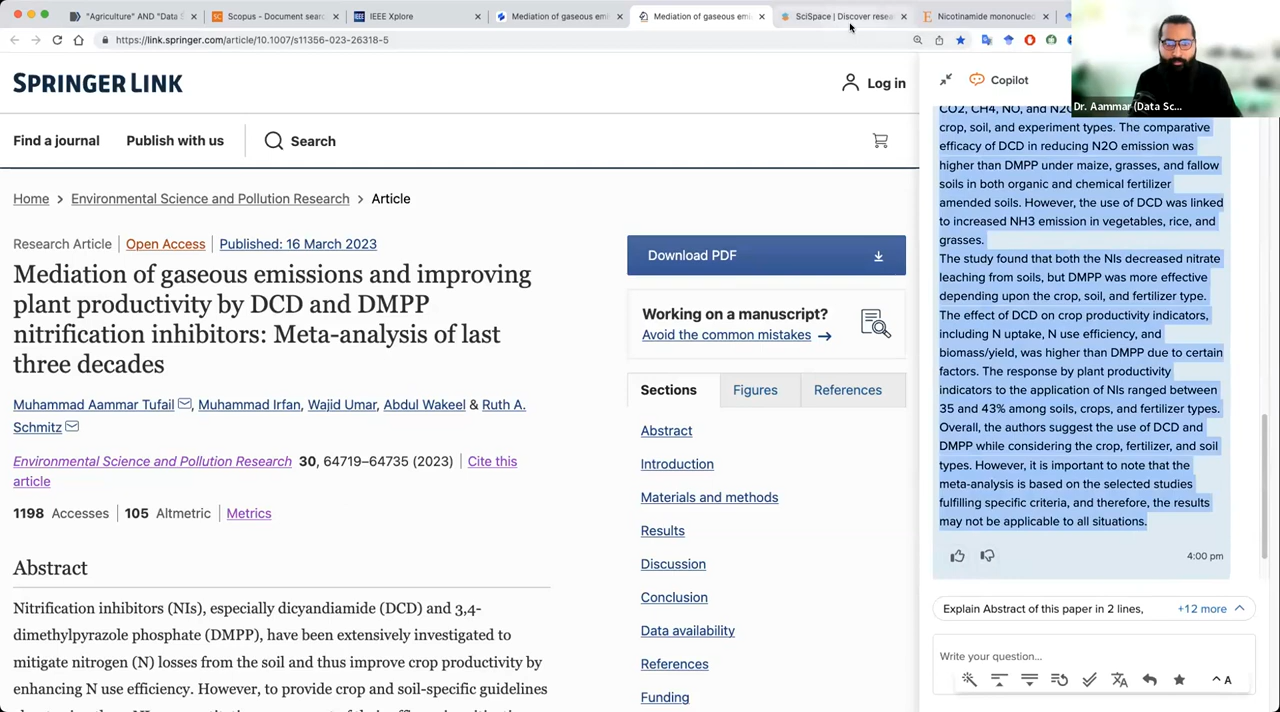 "Agriculture" AND "Data S
Scopus - Document searc
IEEE Xplore
Mediation of gaseous emi
Mediation of gasoeus emi
SciSpace | Discover resea
Nicotinamide mononucle
https://link.springer.com/article/10.1007/s11356-023-26318-5
SPRINGER LINK
Log in
Find a journal
Publish with us
Search
Home > Environmental Science and Pollution Research > Article
Research Article | Open Access | Published: 16 March 2023
Mediation of gaseous emissions and improving
plant productivity by DCD and DMPP
nitrification inhibitors: Meta-analysis of last
three decades
Muhammad Aammar Tufail, Muhammad Irfan, Wajid Umar, Abdul Wakeel & Ruth A.
Schmitz
Environmental Science and Pollution Research 30, 64719–64735 (2023) | Cite this
article
1198 Accesses | 105 Altmetric | Metrics
Abstract
Nitrification inhibitors (NIs), especially dicyandiamide (DCD) and 3,4-
dimethylpyrazole phosphate (DMPP), have been extensively investigated to
mitigate nitrogen (N) losses from the soil and thus improve crop productivity by
enhancing N use efficiency. However, to provide crop and soil-specific guidelines
Download PDF
Working on a manuscript?
Avoid the common mistakes →
Sections
Figures
References
Abstract
Introduction
Materials and methods
Results
Discussion
Conclusion
Data availability
References
Funding
Copilot
Dr. Aammar (Data Sc...
CO2, CH4, NO, and N2O
crop, soil, and experiment types. The comparative
efficacy of DCD in reducing N2O emission was
higher than DMPP under maize, grasses, and fallow
soils in both organic and chemical fertilizer
amended soils. However, the use of DCD was linked
to increased NH3 emission in vegetables, rice, and
grasses.
The study found that both the NIs decreased nitrate
leaching from soils, but DMPP was more effective
depending upon the crop, soil, and fertilizer type.
The effect of DCD on crop productivity indicators,
including N uptake, N use efficiency, and
biomass/yield, was higher than DMPP due to certain
factors. The response by plant productivity
indicators to the application of NIs ranged between
35 and 43% among soils, crops, and fertilizer types.
Overall, the authors suggest the use of DCD and
DMPP while considering the crop, fertilizer, and soil
types. However, it is important to note that the
meta-analysis is based on the selected studies
fulfilling specific criteria, and therefore, the results
may not be applicable to all situations.
4:00 pm
Explain Abstract of this paper in 2 lines,
+12 more
Write your question...
A